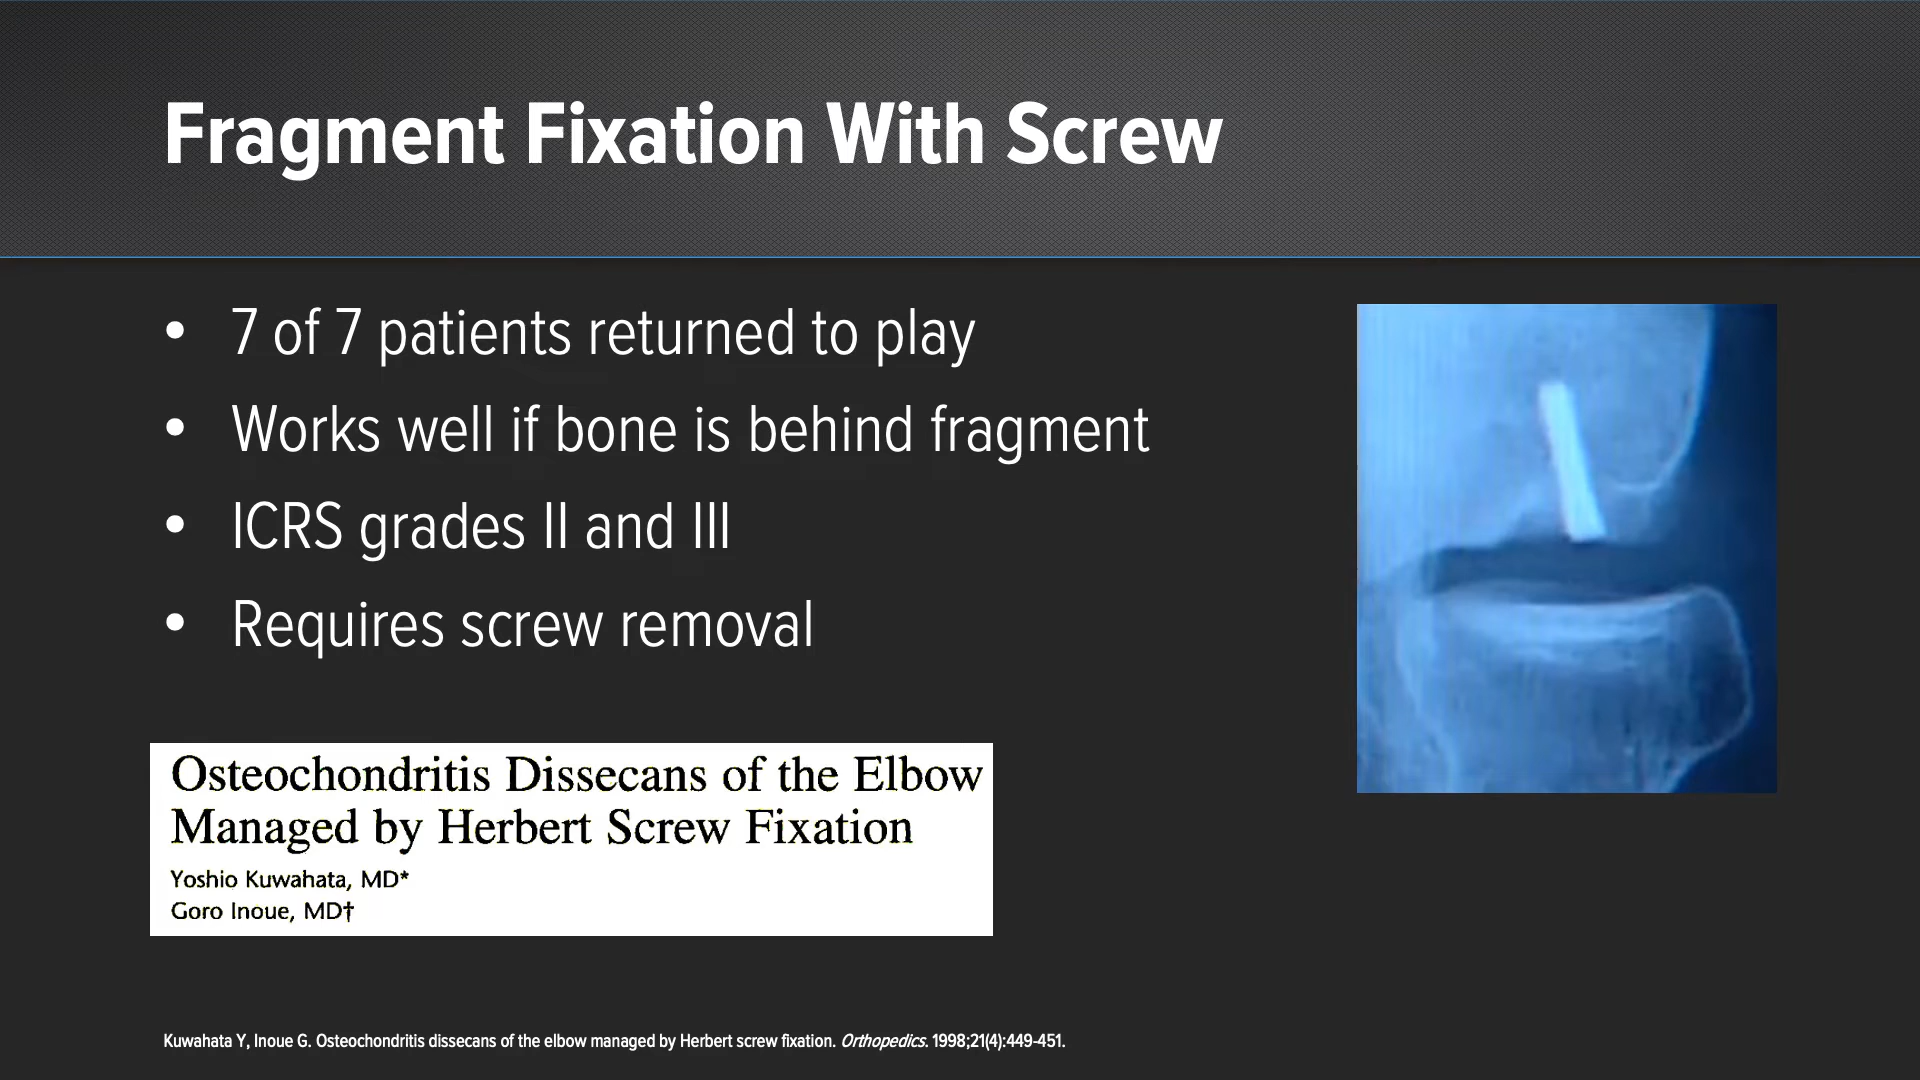 Fragment Fixation With Screw
• 7 of 7 patients returned to play
• Works well if bone is behind fragment
• ICRS grades II and III
• Requires screw removal
Osteochondritis Dissecans of the Elbow
Managed by Herbert Screw Fixation
Yoshio Kuwahata, MD*
Goro Inoue, MD†
Kuwahata Y, Inoue G. Osteochondritis dissecans of the elbow managed by Herbert screw fixation. Orthopedics. 1998;21(4):449-451.